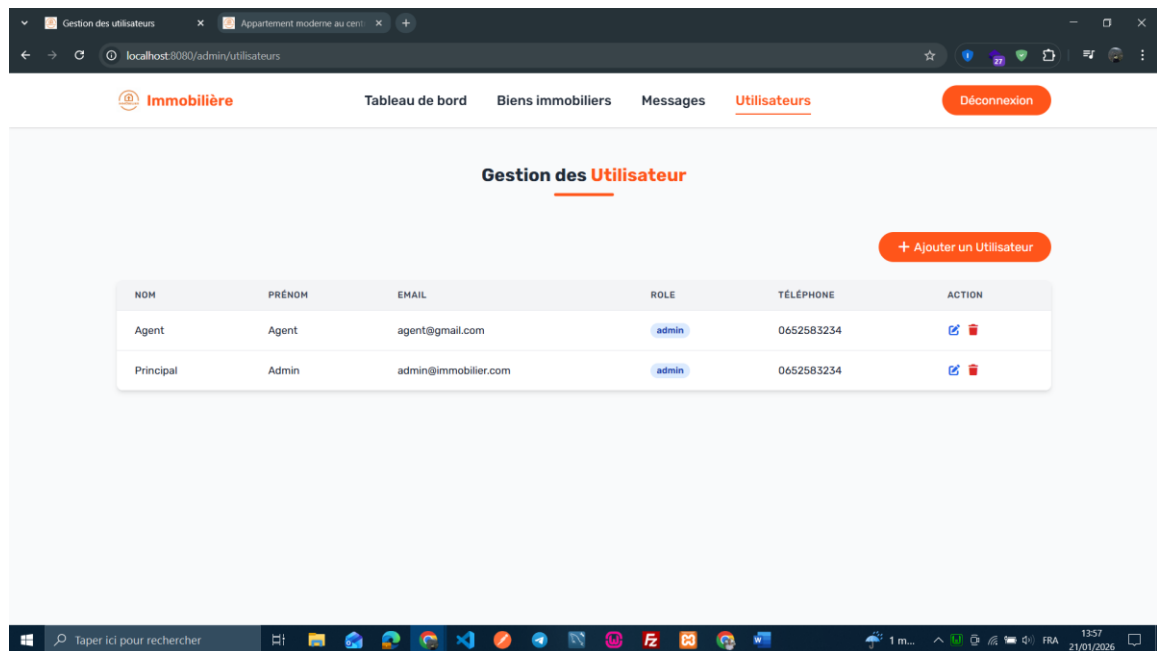 Gestion des utilisateurs
Appartement moderne au cent
localhost:8080/admin/utilisateurs
27
Immobilière
Tableau de bord Biens immobiliers Messages Utilisateurs
Déconnexion
Gestion des Utilisateur
+ Ajouter un Utilisateur
NOM PRÉNOM EMAIL ROLE TÉLÉPHONE ACTION
Agent Agent agent@gmail.com admin 0652583234
Principal Admin admin@immobilier.com admin 0652583234
Taper ici pour rechercher
1 m... FRA 13:57
21/01/2026